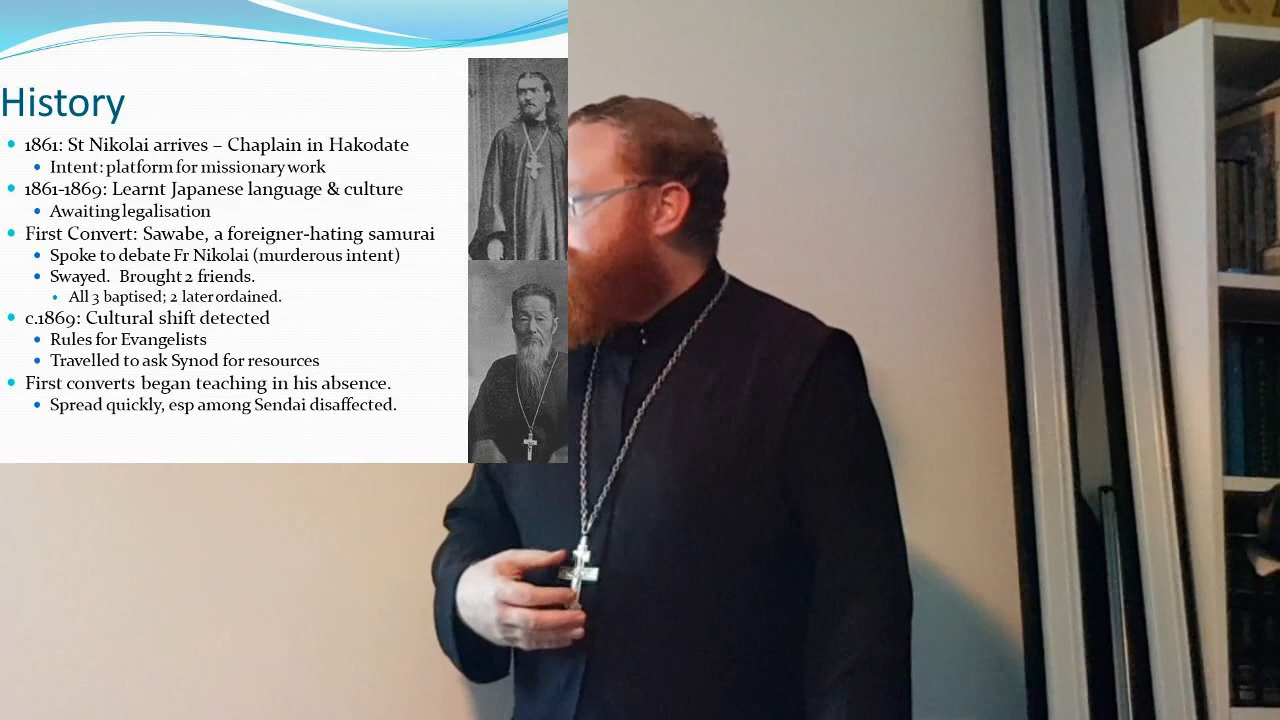 History
1861: St Nikolai arrives – Chaplain in Hakodate
Intent: platform for missionary work
1861-1869: Learnt Japanese language & culture
Awaiting legalisation
First Convert: Sawabe, a foreigner-hating samurai
Spoke to debate Fr Nikolai (murderous intent)
Swayed.  Brought 2 friends.
All 3 baptised; 2 later ordained.
c.1869: Cultural shift detected
Rules for Evangelists
Travelled to ask Synod for resources
First converts began teaching in his absence.
Spread quickly, esp among Sendai disaffected.